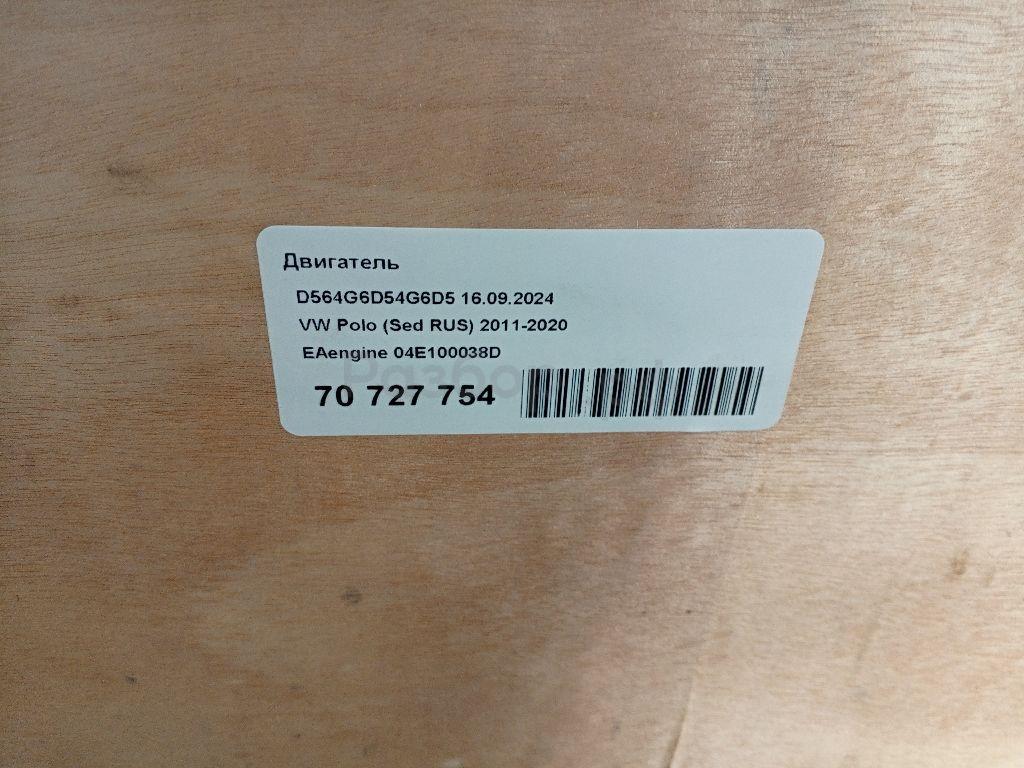 Двигатель
D564G6D54G6D5 16.09.2024
VW Polo (Sed RUS) 2011-2020
EAengine 04E100038D
70 727 754